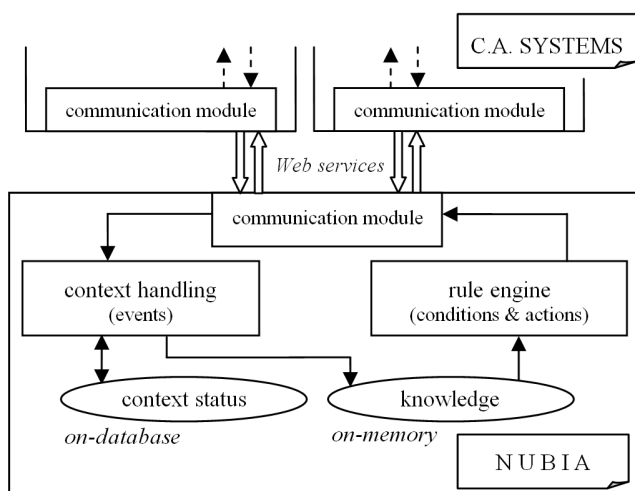 C.A. SYSTEMS
communication module
communication module
Web services
communication module
context handling
(events)
rule engine
(conditions & actions)
context status
knowledge
on-database
on-memory
N U B I A